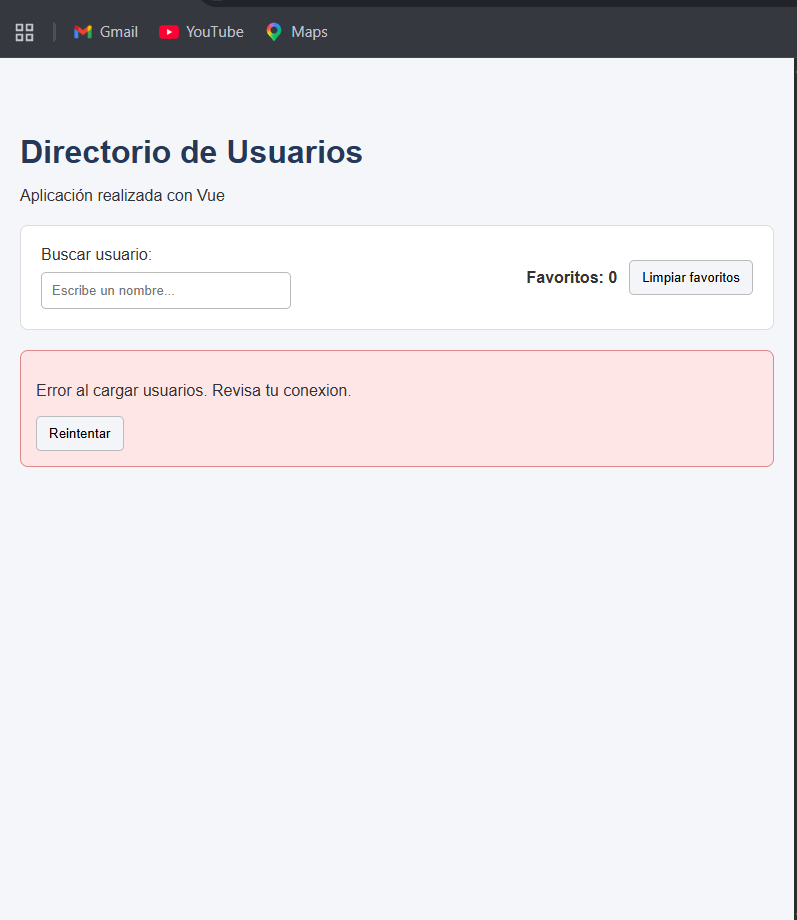 Gmail YouTube Maps
Directorio de Usuarios
Aplicación realizada con Vue
Buscar usuario:
Escribe un nombre...
Favoritos: 0 Limpiar favoritos
Error al cargar usuarios. Revisa tu conexion.
Reintentar